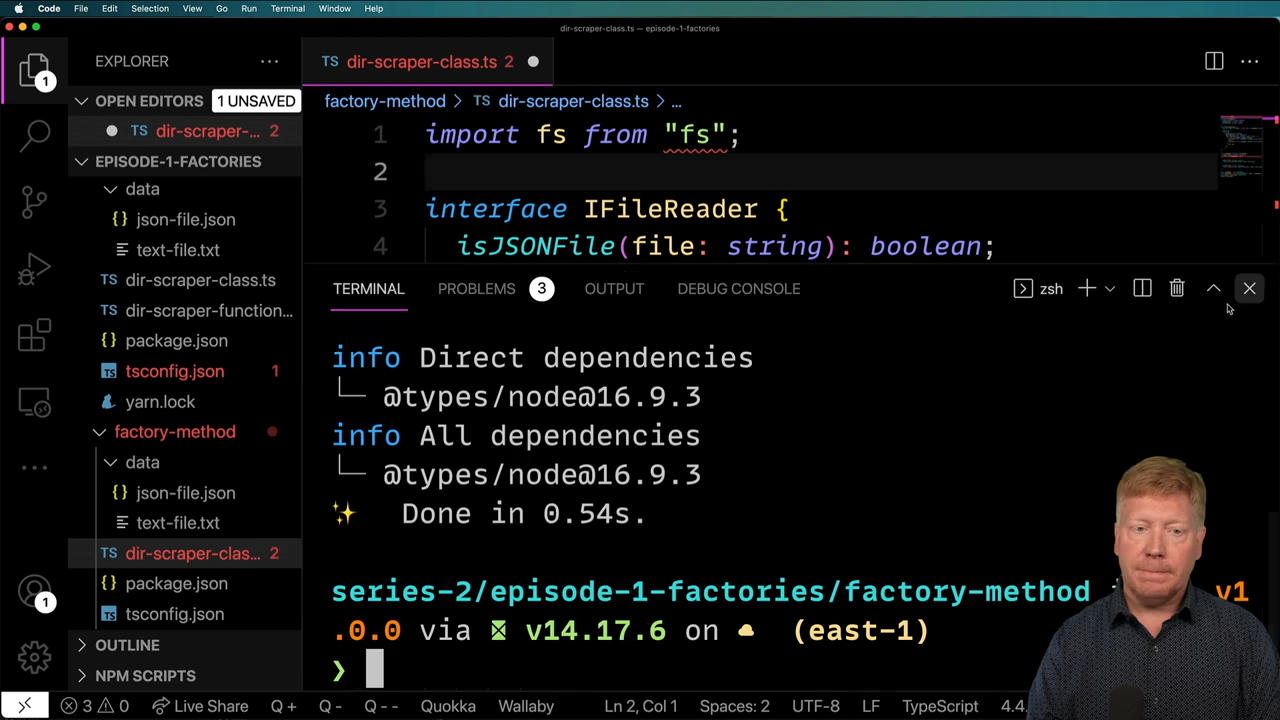 Code File Edit Selection View Go Run Terminal Window Help
dir-scraper-class.ts — episode-1-factories
EXPLORER ...
OPEN EDITORS 1 UNSAVED
TS dir-scraper-... 2
EPISODE-1-FACTORIES
data
{} json-file.json
text-file.txt
TS dir-scraper-class.ts
TS dir-scraper-function...
{} package.json
TS tsconfig.json 1
yarn.lock
factory-method
data
{} json-file.json
text-file.txt
TS dir-scraper-clas... 2
{} package.json
TS tsconfig.json
OUTLINE
NPM SCRIPTS
1
1
TS dir-scraper-class.ts 2
factory-method > TS dir-scraper-class.ts > ...
1 import fs from "fs";
2
3 interface IFileReader {
4 isJSONFile(file: string): boolean;
TERMINAL PROBLEMS 3 OUTPUT DEBUG CONSOLE zsh
info Direct dependencies
└─ @types/node@16.9.3
info All dependencies
└─ @types/node@16.9.3
✨ Done in 0.54s.
series-2/episode-1-factories/factory-method v1
.0.0 via v14.17.6 on (east-1)
❯
3 0 Live Share Q + Q - Q - - Quokka Wallaby Ln 2, Col 1 Spaces: 2 UTF-8 LF TypeScript 4.4.